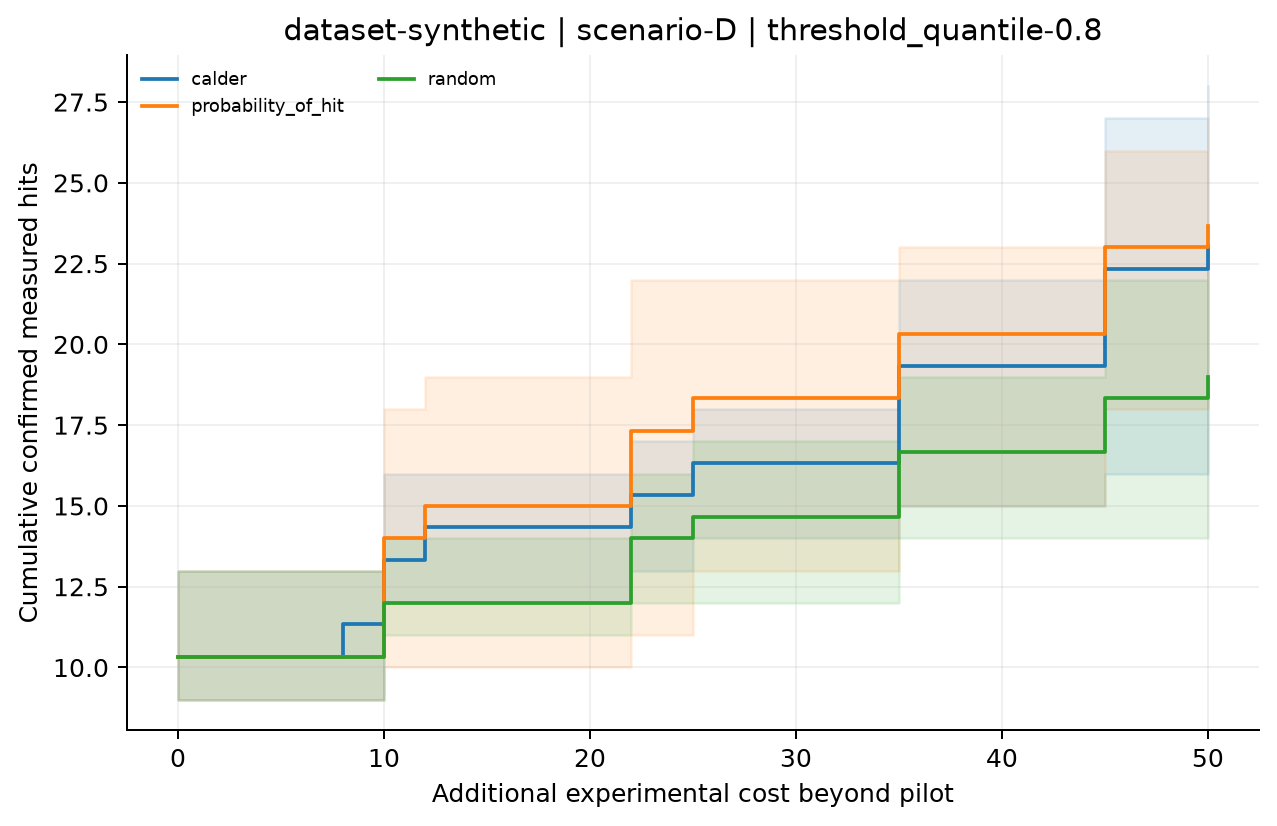 dataset-synthetic | scenario-D | threshold_quantile-0.8
calder
probability_of_hit
random
Cumulative confirmed measured hits
27.5
25.0
22.5
20.0
17.5
15.0
12.5
10.0
0 10 20 30 40 50
Additional experimental cost beyond pilot